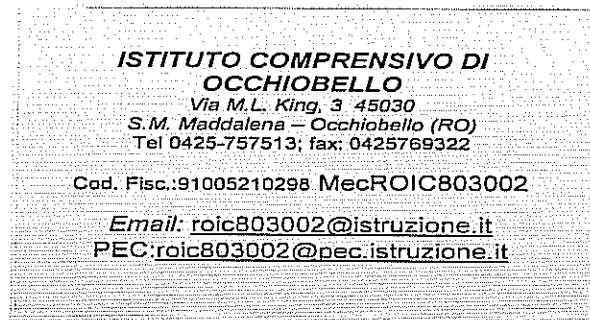 ISTITUTO COMPRENSIVO DI
OCCHIOBELLO
Via M.L. King, 3 45030
S.M. Maddalena – Occhiobello (RO)
Tel 0425-757513; fax: 0425769322
Cod. Fisc.:91005210298 MecROIC803002
Email: roic803002@istruzione.it
PEC:roic803002@pec.istruzione.it